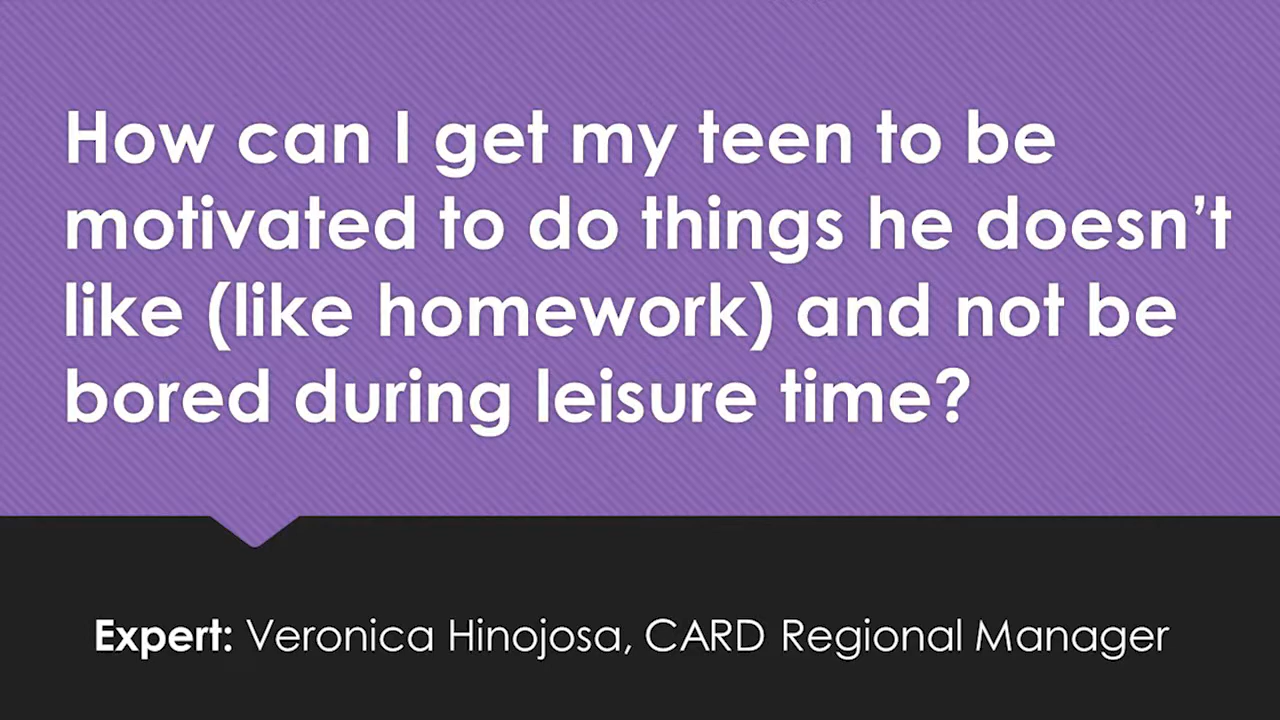 How can I get my teen to be
motivated to do things he doesn’t
like (like homework) and not be
bored during leisure time?
Expert: Veronica Hinojosa, CARD Regional Manager